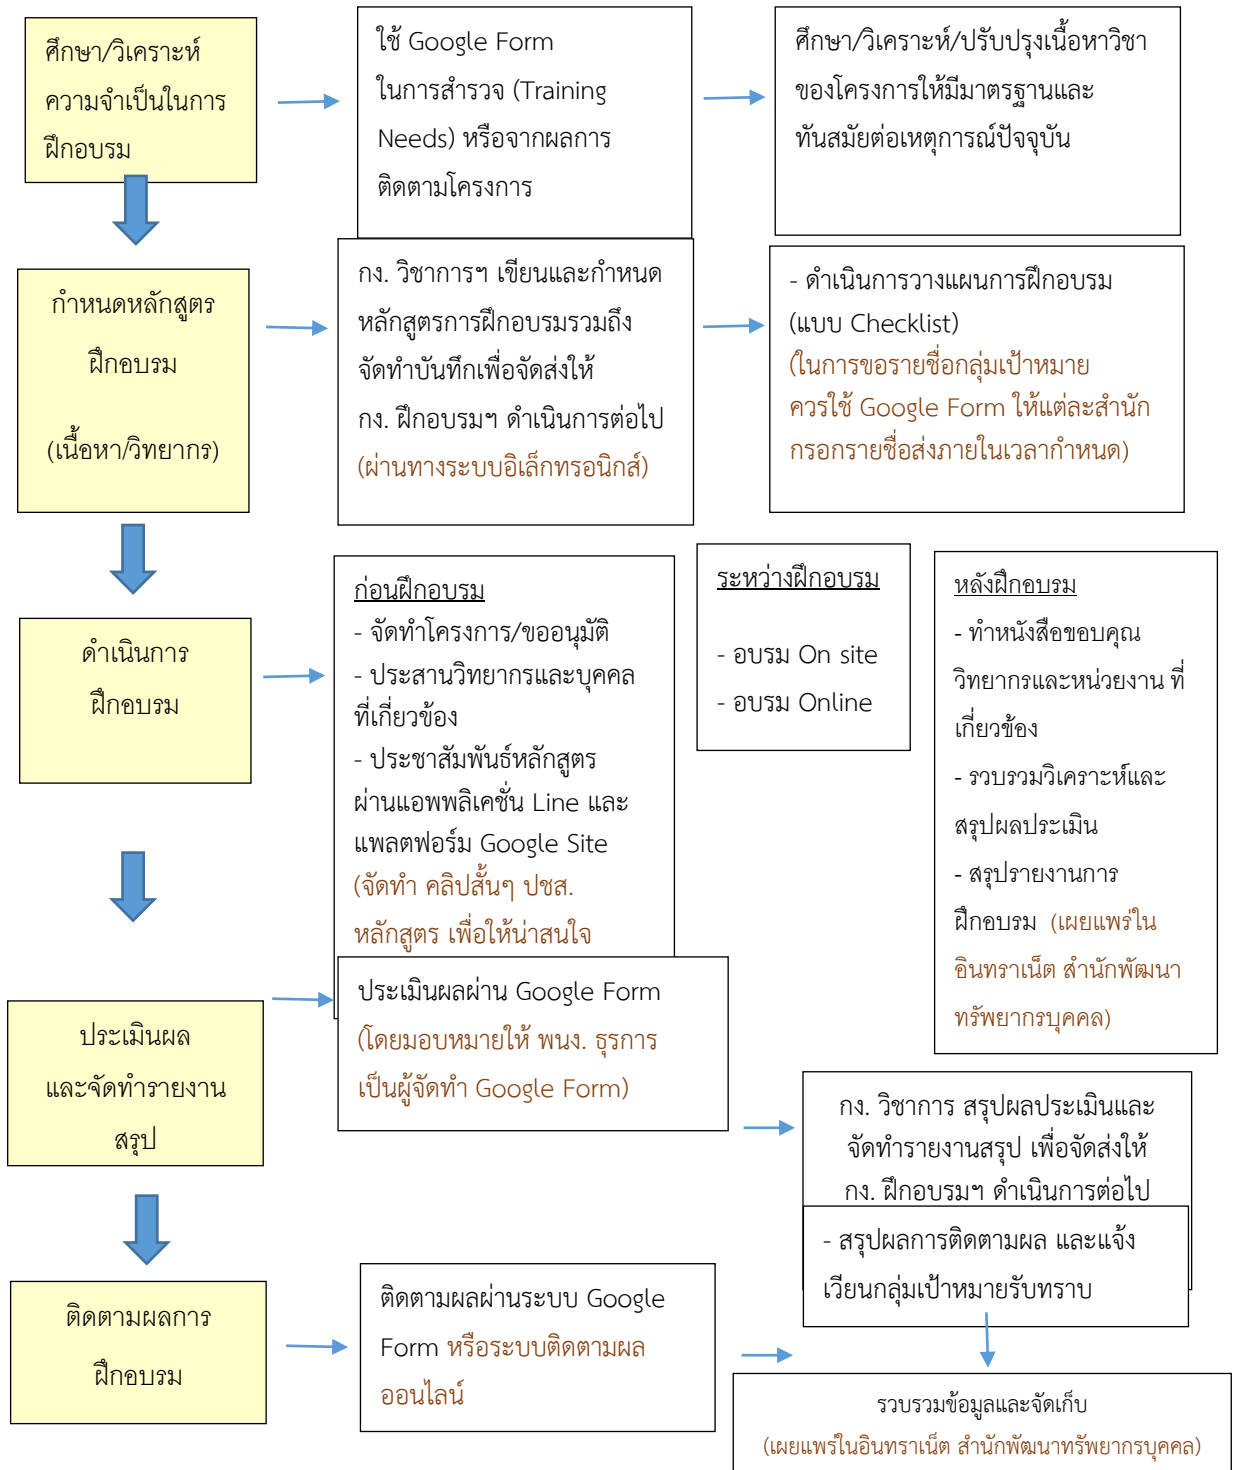 ศึกษา/วิเคราะห์
ความจำเป็นในการ
ฝึกอบรม
ใช้ Google Form
ในการสำรวจ (Training
Needs) หรือจากผลการ
ติดตามโครงการ
ศึกษา/วิเคราะห์/ปรับปรุงเนื้อหาวิชา
ของโครงการให้มีมาตรฐานและ
ทันสมัยต่อเหตุการณ์ปัจจุบัน
กำหนดหลักสูตร
ฝึกอบรม
(เนื้อหา/วิทยากร)
กง. วิชาการฯ เขียนและกำหนด
หลักสูตรการฝึกอบรมรวมถึง
จัดทำบันทึกเพื่อจัดส่งให้
กง. ฝึกอบรมฯ ดำเนินการต่อไป
(ผ่านทางระบบอิเล็กทรอนิกส์)
- ดำเนินการวางแผนการฝึกอบรม
(แบบ Checklist)
(ในการขอรายชื่อกลุ่มเป้าหมาย
ควรใช้ Google Form ให้แต่ละสำนัก
กรอกรายชื่อส่งภายในเวลากำหนด)
ดำเนินการ
ฝึกอบรม
ก่อนฝึกอบรม
- จัดทำโครงการ/ขออนุมัติ
- ประสานวิทยากรและบุคคล
ที่เกี่ยวข้อง
- ประชาสัมพันธ์หลักสูตร
ผ่านแอพพลิเคชั่น Line และ
แพลตฟอร์ม Google Site
(จัดทำ คลิปสั้นๆ ปชส.
หลักสูตร เพื่อให้น่าสนใจ
ระหว่างฝึกอบรม
- อบรม On site
- อบรม Online
หลังฝึกอบรม
- ทำหนังสือขอบคุณ
วิทยากรและหน่วยงาน ที่
เกี่ยวข้อง
- รวบรวมวิเคราะห์และ
สรุปผลประเมิน
- สรุปรายงานการ
ฝึกอบรม (เผยแพร่ใน
อินทราเน็ต สำนักพัฒนา
ทรัพยากรบุคคล)
ประเมินผล
และจัดทำรายงาน
สรุป
ประเมินผลผ่าน Google Form
(โดยมอบหมายให้ พนง. ธุรการ
เป็นผู้จัดทำ Google Form)
กง. วิชาการ สรุปผลประเมินและ
จัดทำรายงานสรุป เพื่อจัดส่งให้
กง. ฝึกอบรมฯ ดำเนินการต่อไป
- สรุปผลการติดตามผล และแจ้ง
เวียนกลุ่มเป้าหมายรับทราบ
ติดตามผลการ
ฝึกอบรม
ติดตามผลผ่านระบบ Google
Form หรือระบบติดตามผล
ออนไลน์
รวบรวมข้อมูลและจัดเก็บ
(เผยแพร่ในอินทราเน็ต สำนักพัฒนาทรัพยากรบุคคล)